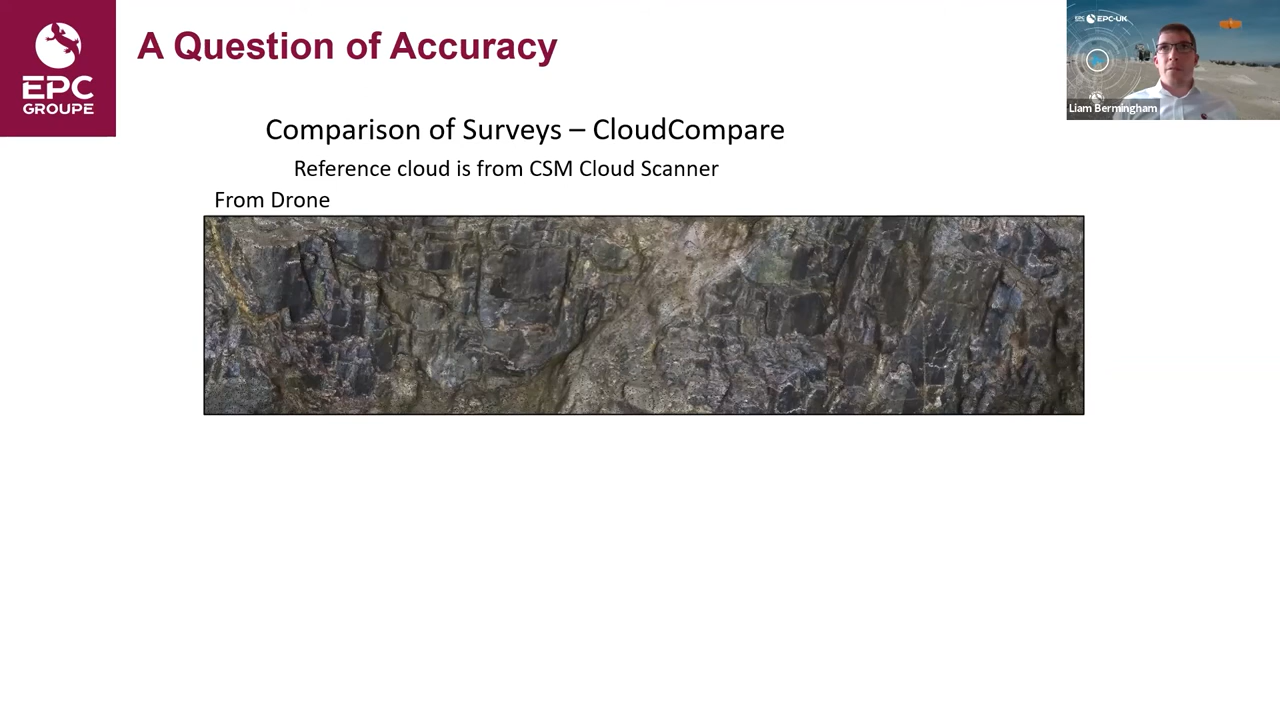 EPC
GROUPE
A Question of Accuracy
Comparison of Surveys – CloudCompare
Reference cloud is from CSM Cloud Scanner
From Drone
EPC-UK
Liam Bermingham